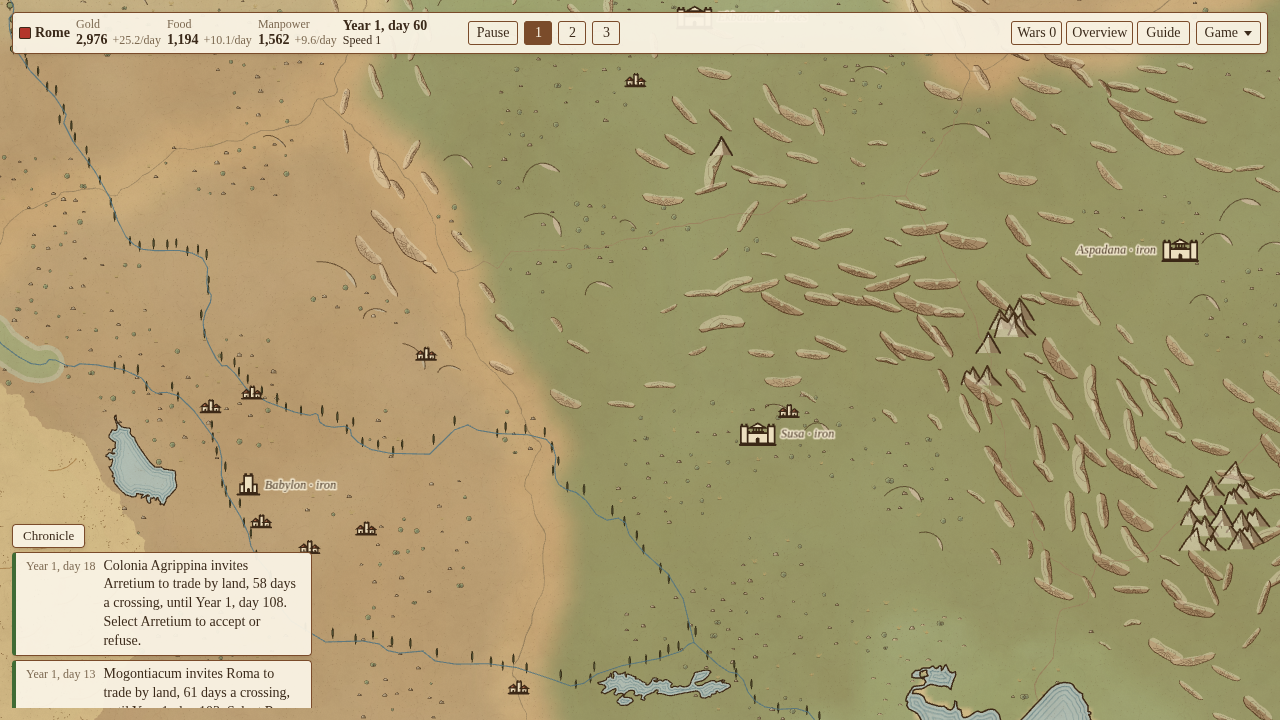 Rome
Gold
2,976 +25.2/day
Food
1,194 +10.1/day
Manpower
1,562 +9.6/day
Year 1, day 60
Speed 1
Pause
1
2
3
Wars 0
Overview
Guide
Game
Aspadana · iron
Susa · iron
Babylon · iron
Chronicle
Year 1, day 18
Colonia Agrippina invites
Arretium to trade by land, 58 days
a crossing, until Year 1, day 108.
Select Arretium to accept or
refuse.
Year 1, day 13
Mogontiacum invites Roma to
trade by land, 61 days a crossing,